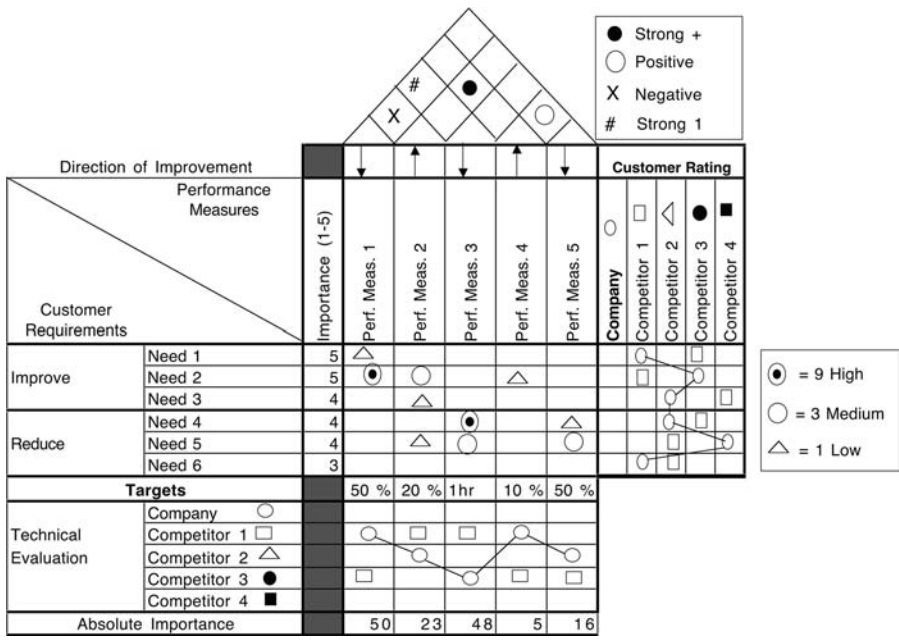 Strong +
Positive
X Negative
# Strong 1
#
X
Direction of Improvement
Customer Rating
Performance
Measures
Customer
Requirements
Importance (1-5)
Perf. Meas. 1
Perf. Meas. 2
Perf. Meas. 3
Perf. Meas. 4
Perf. Meas. 5
Company
Competitor 1
Competitor 2
Competitor 3
Competitor 4
Improve
Need 1 5
Need 2 5
Need 3 4
Reduce
Need 4 4
Need 5 4
Need 6 3
= 9 High
= 3 Medium
= 1 Low
Targets 50 % 20 % 1hr 10 % 50 %
Technical
Evaluation
Company
Competitor 1
Competitor 2
Competitor 3
Competitor 4
Absolute Importance 50 23 48 5 16